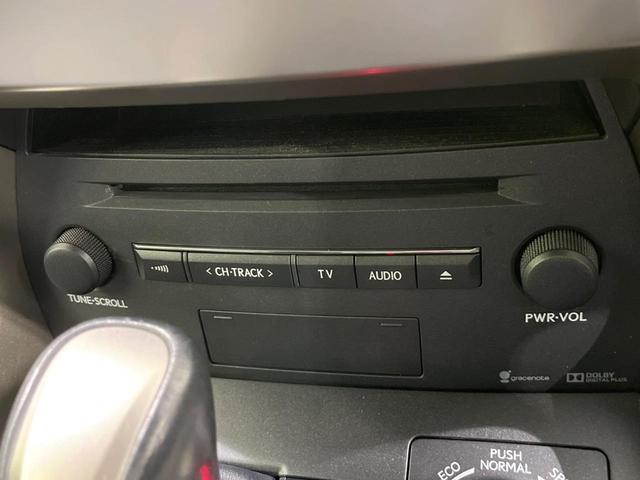 < CH•TRACK >
TV
AUDIO
TUNE•SCROLL
PWR•VOL
gracenote
DOLBY
DIGITAL PLUS
PUSH
ECO NORMAL